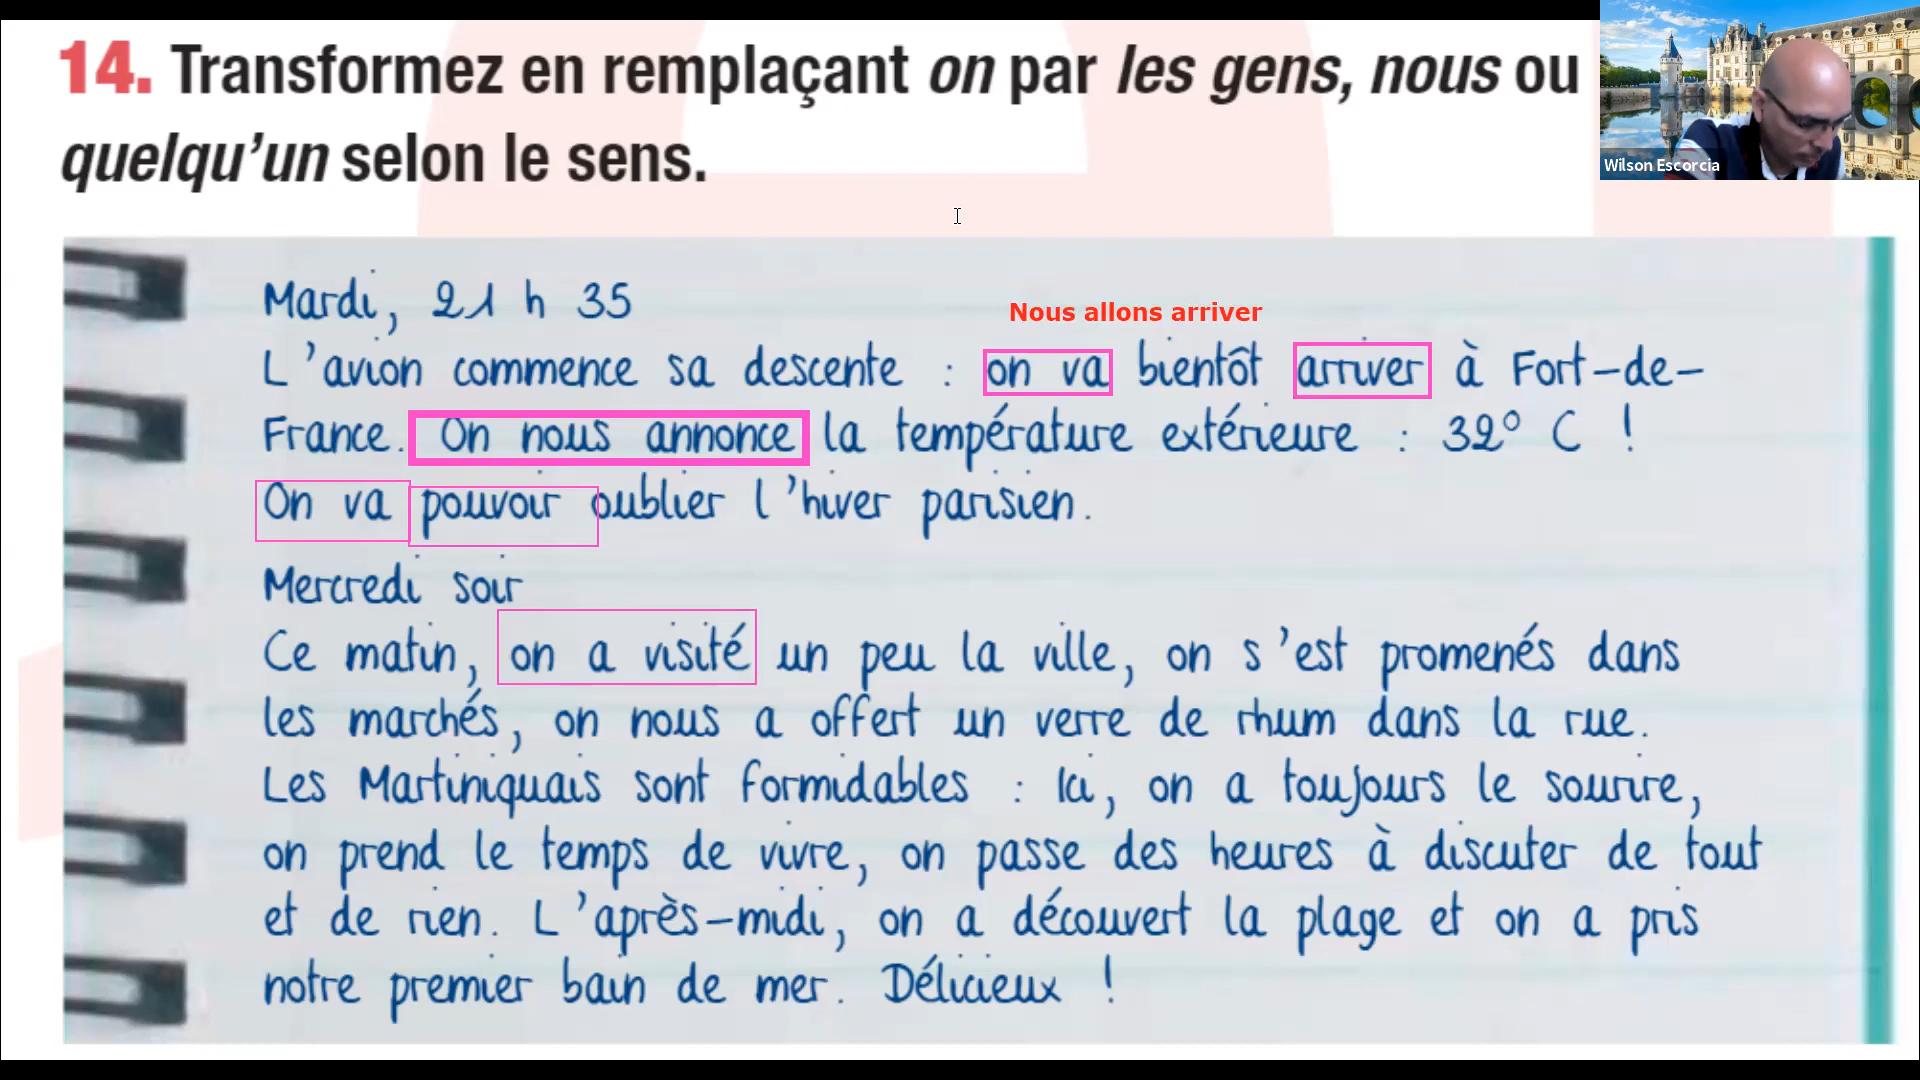 14. Transformez en remplaçant on par les gens, nous ou
quelqu'un selon le sens.
Wilson Escorcia
Mardi, 21 h 35
Nous allons arriver
L'avion commence sa descente : on va bientôt arriver à Fort-de-
France. On nous annonce la température extérieure : 32° C !
On va pouvoir oublier l'hiver parisien.
Mercredi soir
Ce matin, on a visité un peu la ville, on s'est promenés dans
les marchés, on nous a offert un verre de rhum dans la rue.
Les Martiniquais sont formidables : Ici, on a toujours le sourire,
on prend le temps de vivre, on passe des heures à discuter de tout
et de rien. L'après-midi, on a découvert la plage et on a pris
notre premier bain de mer. Délicieux !